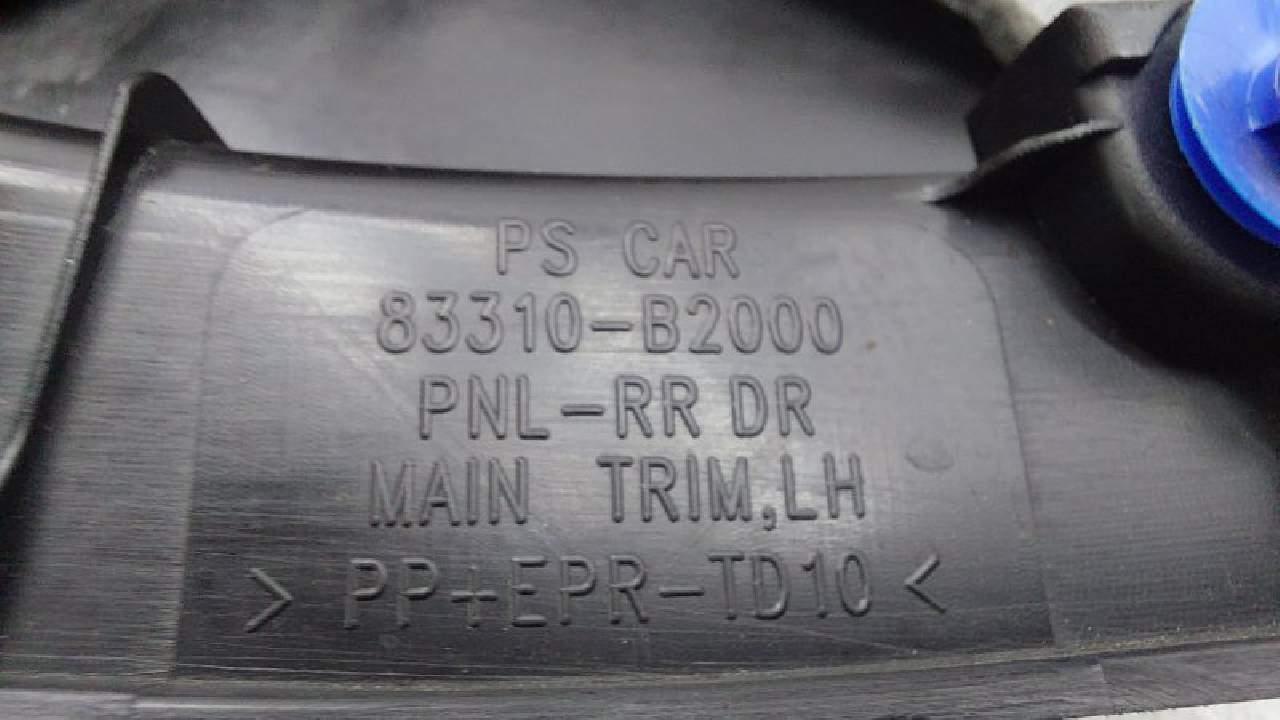 PS CAR
83310-B2000
PNL-RR DR
MAIN TRIM,LH
>PP+EPR-TD10<